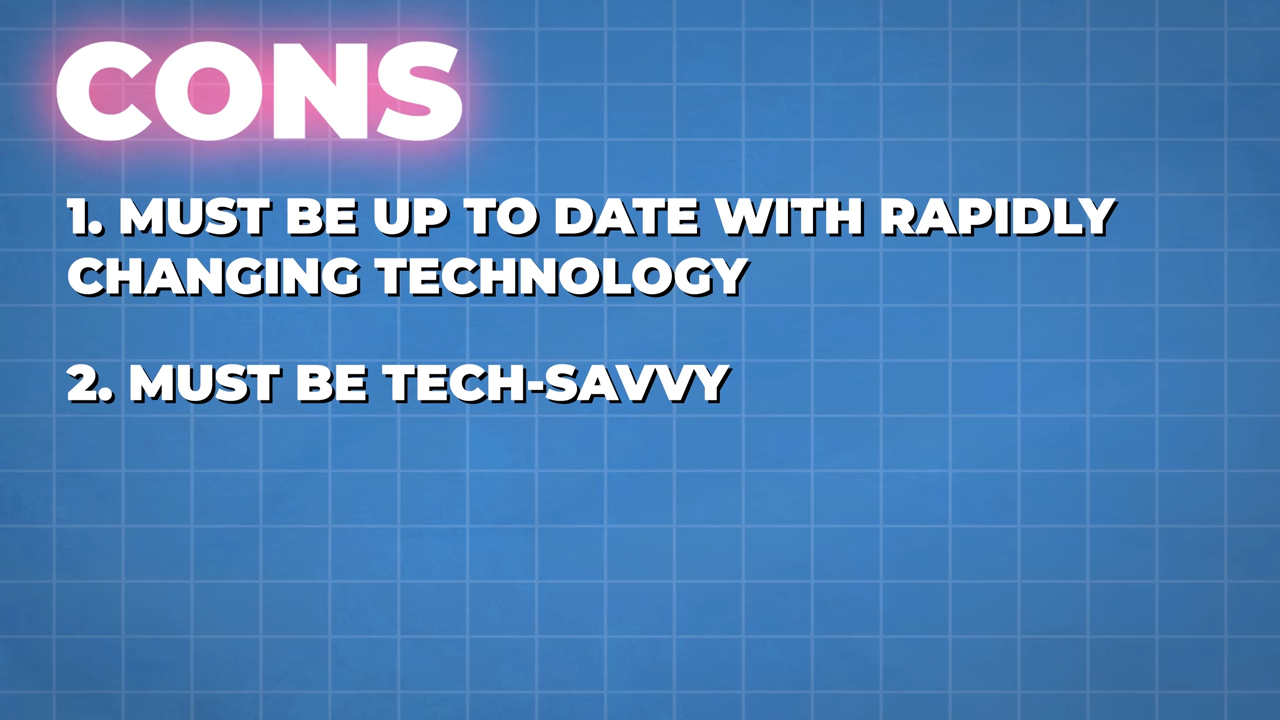 CONS
1. MUST BE UP TO DATE WITH RAPIDLY
CHANGING TECHNOLOGY
2. MUST BE TECH-SAVVY